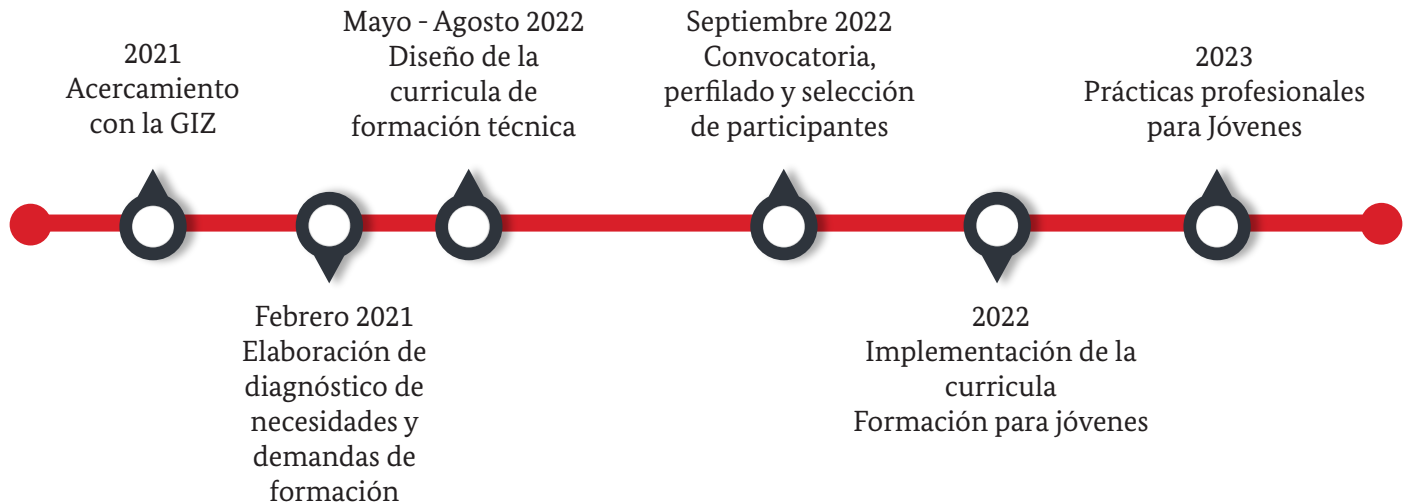 2021
Acercamiento
con la GIZ
Febrero 2021
Elaboración de
diagnóstico de
necesidades y
demandas de
formación
Mayo - Agosto 2022
Diseño de la
curricula de
formación técnica
Septiembre 2022
Convocatoria,
perfilado y selección
de participantes
2022
Implementación de la
curricula
Formación para jóvenes
2023
Prácticas profesionales
para Jóvenes